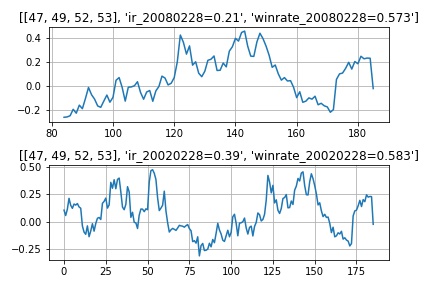 [[47, 49, 52, 53], 'ir_20080228=0.21', 'winrate_20080228=0.573']
0.4
0.2
0.0
−0.2
80 100 120 140 160 180
[[47, 49, 52, 53], 'ir_20020228=0.39', 'winrate_20020228=0.583']
0.50
0.25
0.00
−0.25
0 25 50 75 100 125 150 175